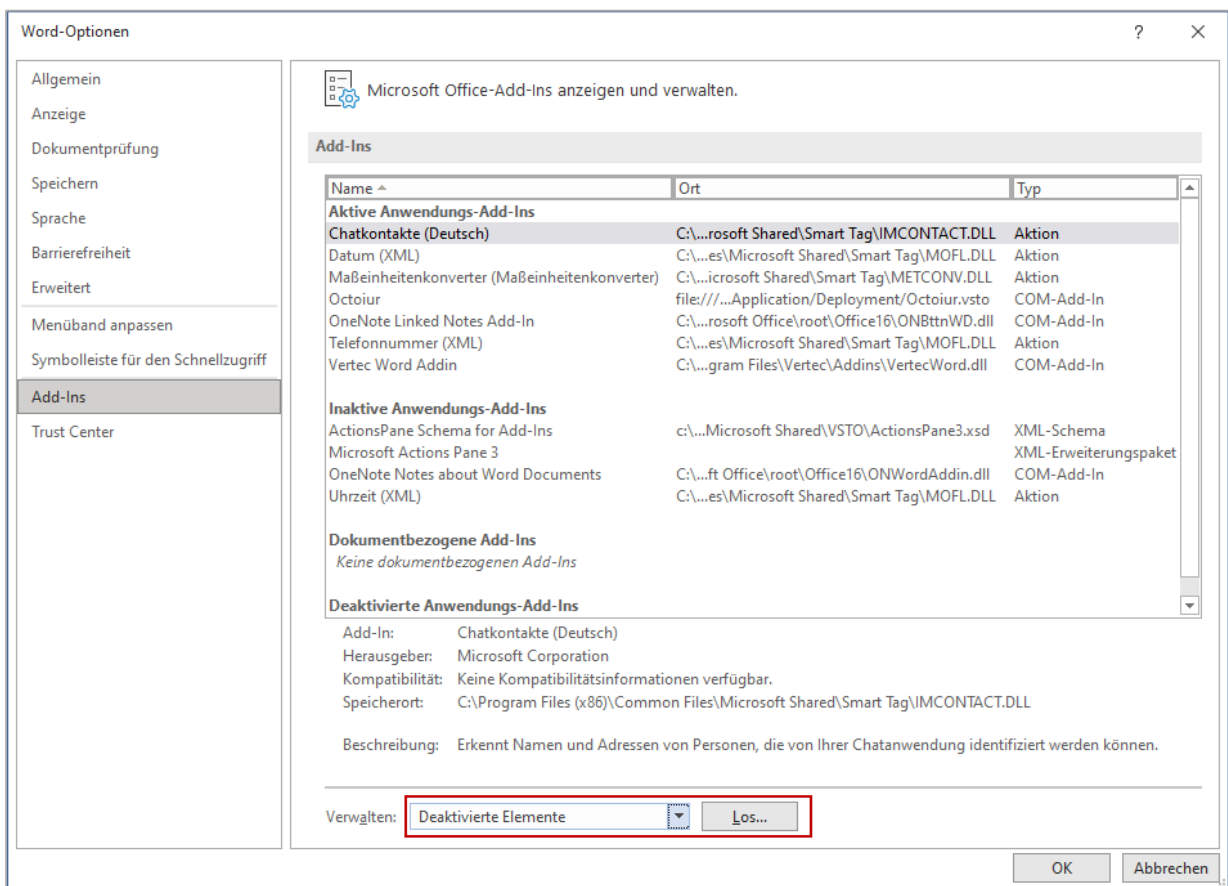 Word-Optionen ?
Allgemein
Anzeige
Dokumentprüfung
Speichern
Sprache
Barrierefreiheit
Erweitert
Menüband anpassen
Symbolleiste für den Schnellzugriff
Add-Ins
Trust Center
Microsoft Office-Add-Ins anzeigen und verwalten.
Add-Ins
Name Ort Typ
Aktive Anwendungs-Add-Ins
Chatkontakte (Deutsch) C:\...rosoft Shared\Smart Tag\IMCONTACT.DLL Aktion
Datum (XML) C:\...es\Microsoft Shared\Smart Tag\MOFL.DLL Aktion
Maßeinheitenkonverter (Maßeinheitenkonverter) C:\...icrosoft Shared\Smart Tag\METCONV.DLL Aktion
Octoiur file:///...Application/Deployment/Octoiur.vsto COM-Add-In
OneNote Linked Notes Add-In C:\...rosoft Office\root\Office16\ONBttnWD.dll COM-Add-In
Telefonnummer (XML) C:\...es\Microsoft Shared\Smart Tag\MOFL.DLL Aktion
Vertec Word Addin C:\...gram Files\Vertec\Addins\VertecWord.dll COM-Add-In
Inaktive Anwendungs-Add-Ins
ActionsPane Schema for Add-Ins c:\...Microsoft Shared\VSTO\ActionsPane3.xsd XML-Schema
Microsoft Actions Pane 3 XML-Erweiterungspaket
OneNote Notes about Word Documents C:\...ft Office\root\Office16\ONWordAddin.dll COM-Add-In
Uhrzeit (XML) C:\...es\Microsoft Shared\Smart Tag\MOFL.DLL Aktion
Dokumentbezogene Add-Ins
Keine dokumentbezogenen Add-Ins
Deaktivierte Anwendungs-Add-Ins
Add-In: Chatkontakte (Deutsch)
Herausgeber: Microsoft Corporation
Kompatibilität: Keine Kompatibilitätsinformationen verfügbar.
Speicherort: C:\Program Files (x86)\Common Files\Microsoft Shared\Smart Tag\IMCONTACT.DLL
Beschreibung: Erkennt Namen und Adressen von Personen, die von Ihrer Chatanwendung identifiziert werden können.
Verwalten: Deaktivierte Elemente Los...
OK Abbrechen